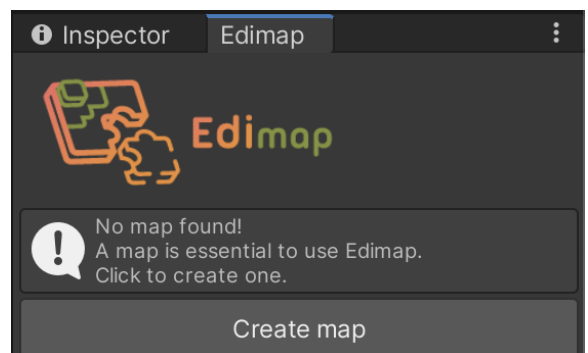 Inspector
Edimap
Edimap
No map found!
A map is essential to use Edimap.
Click to create one.
Create map